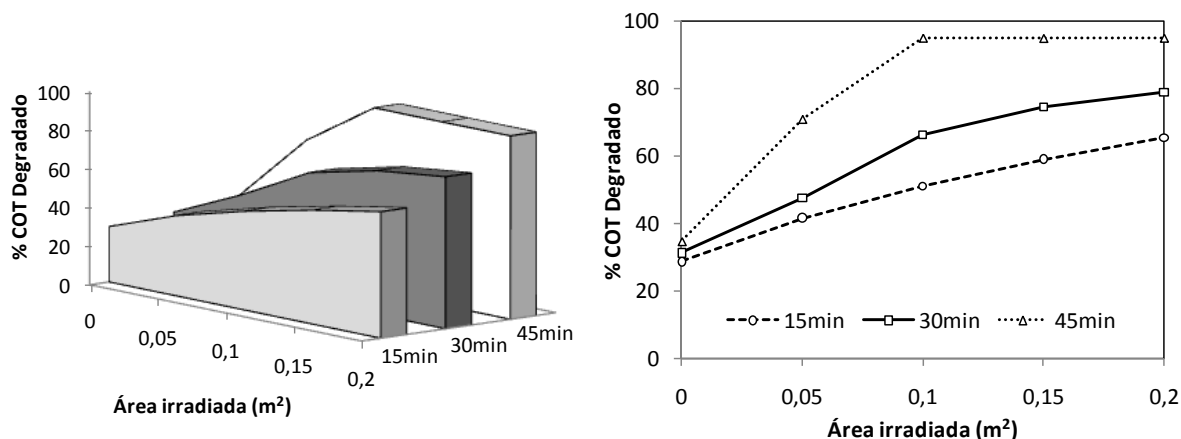 % COT Degradado
100
80
60
40
20
0
0
0,05
0,1
0,15
0,2
15min
30min
45min
Área irradiada (m²)
% COT Degradado
100
80
60
40
20
0
15min 30min 45min
0 0,05 0,1 0,15 0,2
Área irradiada (m²)